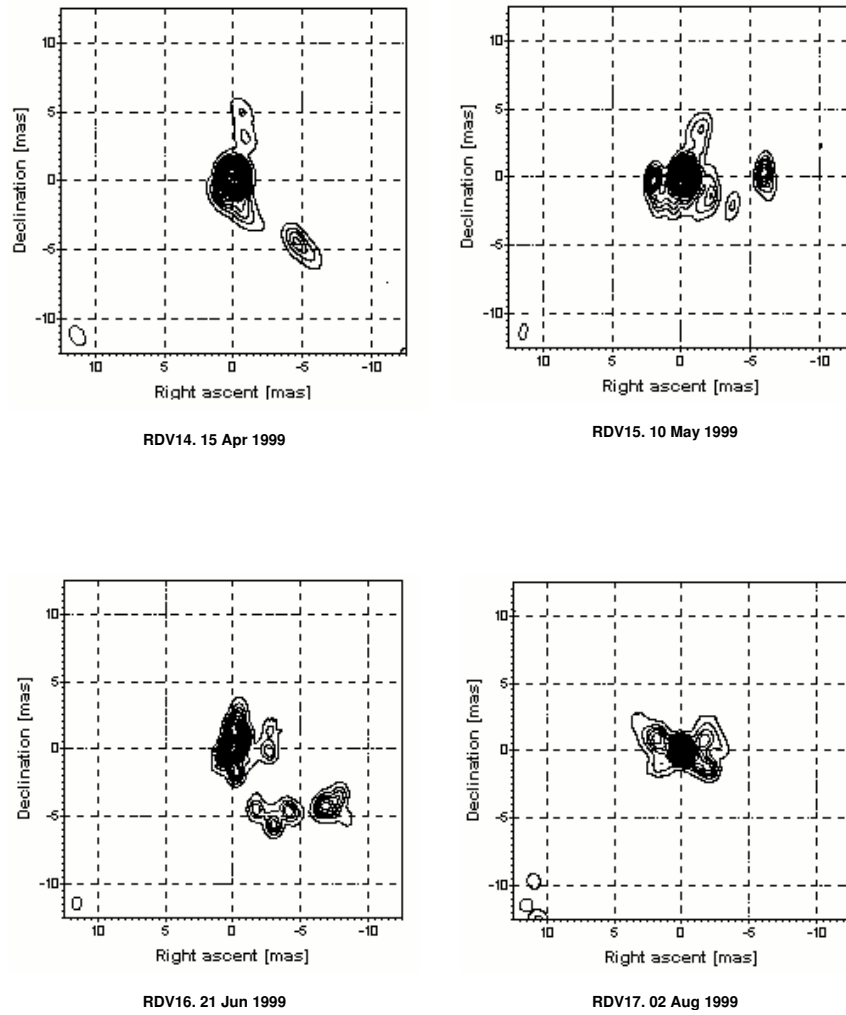 10
5
0
-5
-10
Declination [mas]
10 5 0 -5 -10
Right ascent [mas]
RDV14. 15 Apr 1999
10
5
0
-5
-10
Declination [mas]
10 5 0 -5 -10
Right ascent [mas]
RDV15. 10 May 1999
10
5
0
-5
-10
Declination [mas]
10 5 0 -5 -10
Right ascent [mas]
RDV16. 21 Jun 1999
10
5
0
-5
-10
Declination [mas]
10 5 0 -5 -10
Right ascent [mas]
RDV17. 02 Aug 1999